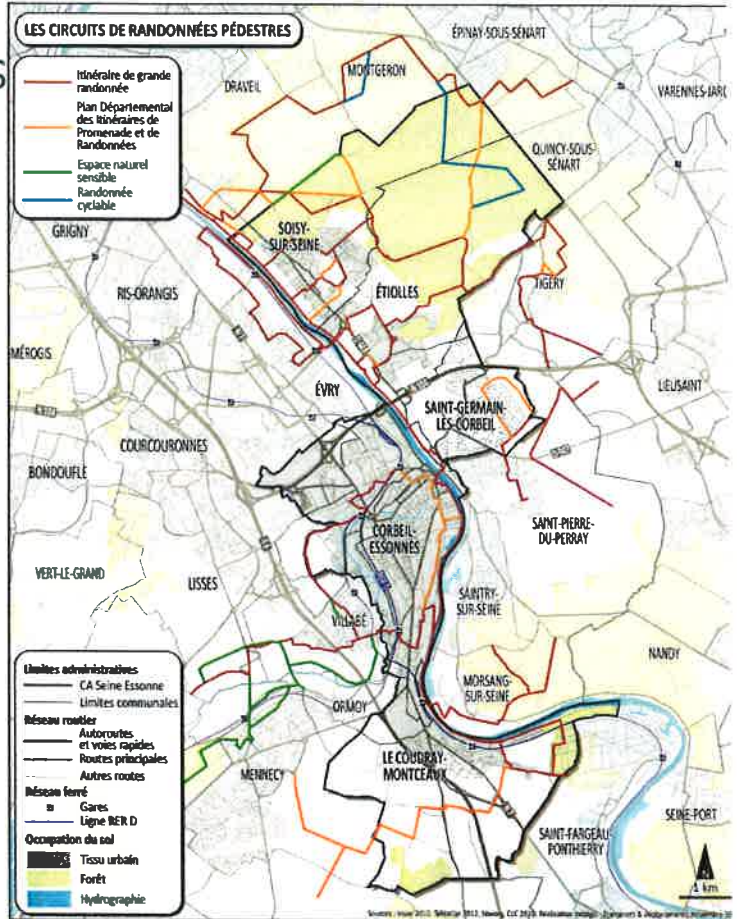 LES CIRCUITS DE RANDONNÉES PÉDESTRES
Itinéraire de grande
randonnée
Plan Départemental
des Itinéraires de
Promenade et de
Randonnées
Espace naturel
sensible
Randonnée
cyclable
ÉPINAY-SOUS-SÉNART
MONTGERON
DRAVEIL
VARENNES-JARC
QUINCY-SOUS-
SÉNART
GRIGNY
SOISY-
SUR-SEINE
RIS-ORANGIS
ÉTIOLLES
TIGERY
MÉROGIS
ÉVRY
LIEUSAINT
SAINT-GERMAIN-
LÈS-CORBEIL
COURCOURONNES
BONDOUFLE
SAINT-PIERRE-
DU-PERRAY
CORBEIL-
ESSONNES
VERT-LE-GRAND
LISSES
SAINTRY-
SUR-SEINE
VILLABÉ
NANDY
MORSANG-
SUR-SEINE
ORMOY
LE COUDRAY-
MONTCEAUX
MENNECY
SEINE-PORT
SAINT-FARGEAU-
PONTHIERRY
Limites administratives
CA Seine Essonne
Limites communales
Réseau routier
Autoroutes
et voies rapides
Routes principales
Autres routes
Réseau ferré
Gares
Ligne RER D
Occupation du sol
Tissu urbain
Forêt
Hydrographie
N
1 km